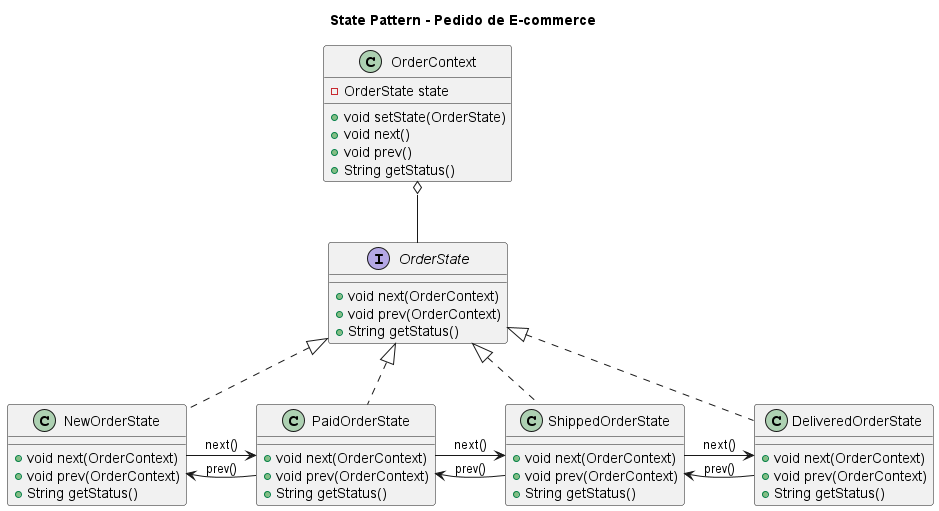 State Pattern - Pedido de E-commerce
C OrderContext
OrderState state
void setState(OrderState)
void next()
void prev()
String getStatus()
I OrderState
void next(OrderContext)
void prev(OrderContext)
String getStatus()
C NewOrderState
void next(OrderContext)
void prev(OrderContext)
String getStatus()
next()
prev()
C PaidOrderState
void next(OrderContext)
void prev(OrderContext)
String getStatus()
next()
prev()
C ShippedOrderState
void next(OrderContext)
void prev(OrderContext)
String getStatus()
next()
prev()
C DeliveredOrderState
void next(OrderContext)
void prev(OrderContext)
String getStatus()